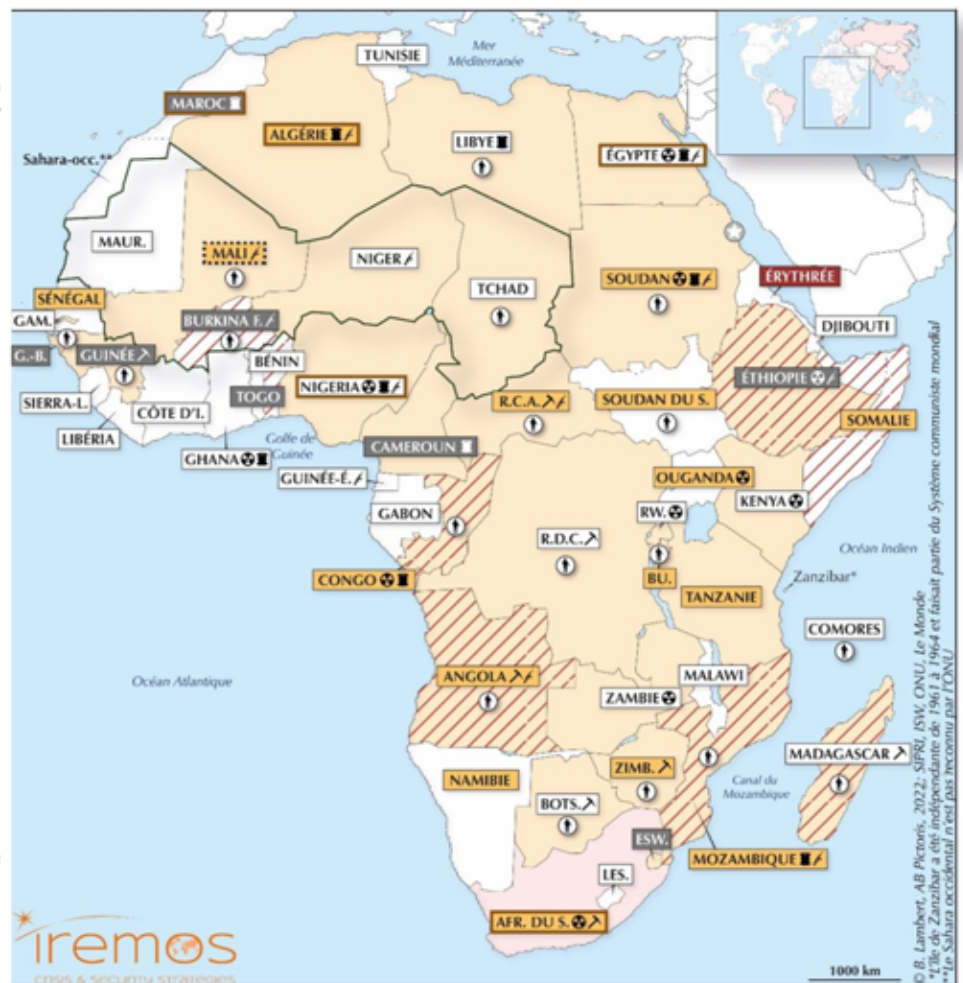 TUNISIE
Mer
Méditerranée
MAROC
ALGÉRIE
LIBYE
ÉGYPTE
Sahara-occ.**
MAUR.
MALI
NIGER
TCHAD
SOUDAN
ÉRYTHRÉE
SÉNÉGAL
GAM.
BURKINA F.
DJIBOUTI
G.-B.
GUINÉE
BÉNIN
NIGERIA
ÉTHIOPIE
SIERRA-L.
CÔTE D'I.
TOGO
R.C.A.
SOUDAN DU S.
SOMALIE
LIBÉRIA
Golfe de
Guinée
CAMEROUN
GHANA
GUINÉE-É.
OUGANDA
KENYA
GABON
RW.
R.D.C.
Océan Indien
CONGO
BU.
TANZANIE
Zanzibar*
COMORES
Océan Atlantique
ANGOLA
MALAWI
ZAMBIE
MADAGASCAR
NAMIBIE
ZIMB.
Canal du
Mozambique
BOTS.
ESW.
MOZAMBIQUE
LES.
AFR. DU S.
iremos
crisis & security strategies
1000 km
© B. Lambert, AB Pictoris, 2022; SIPRI, ISW, ONU, Le Monde
*L'île de Zanzibar a été indépendante de 1961 à 1964 et faisait partie du Système communiste mondial
**Le Sahara occidental n'est pas reconnu par l'ONU